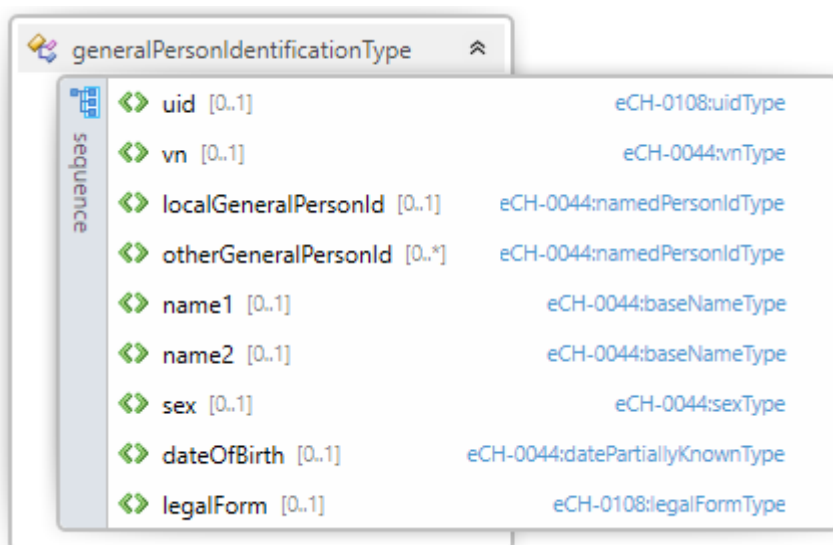 generalPersonIdentificationType
sequence
uid [0..1] eCH-0108:uidType
vn [0..1] eCH-0044:vnType
localGeneralPersonId [0..1] eCH-0044:namedPersonIdType
otherGeneralPersonId [0..*] eCH-0044:namedPersonIdType
name1 [0..1] eCH-0044:baseNameType
name2 [0..1] eCH-0044:baseNameType
sex [0..1] eCH-0044:sexType
dateOfBirth [0..1] eCH-0044:datePartiallyKnownType
legalForm [0..1] eCH-0108:legalFormType